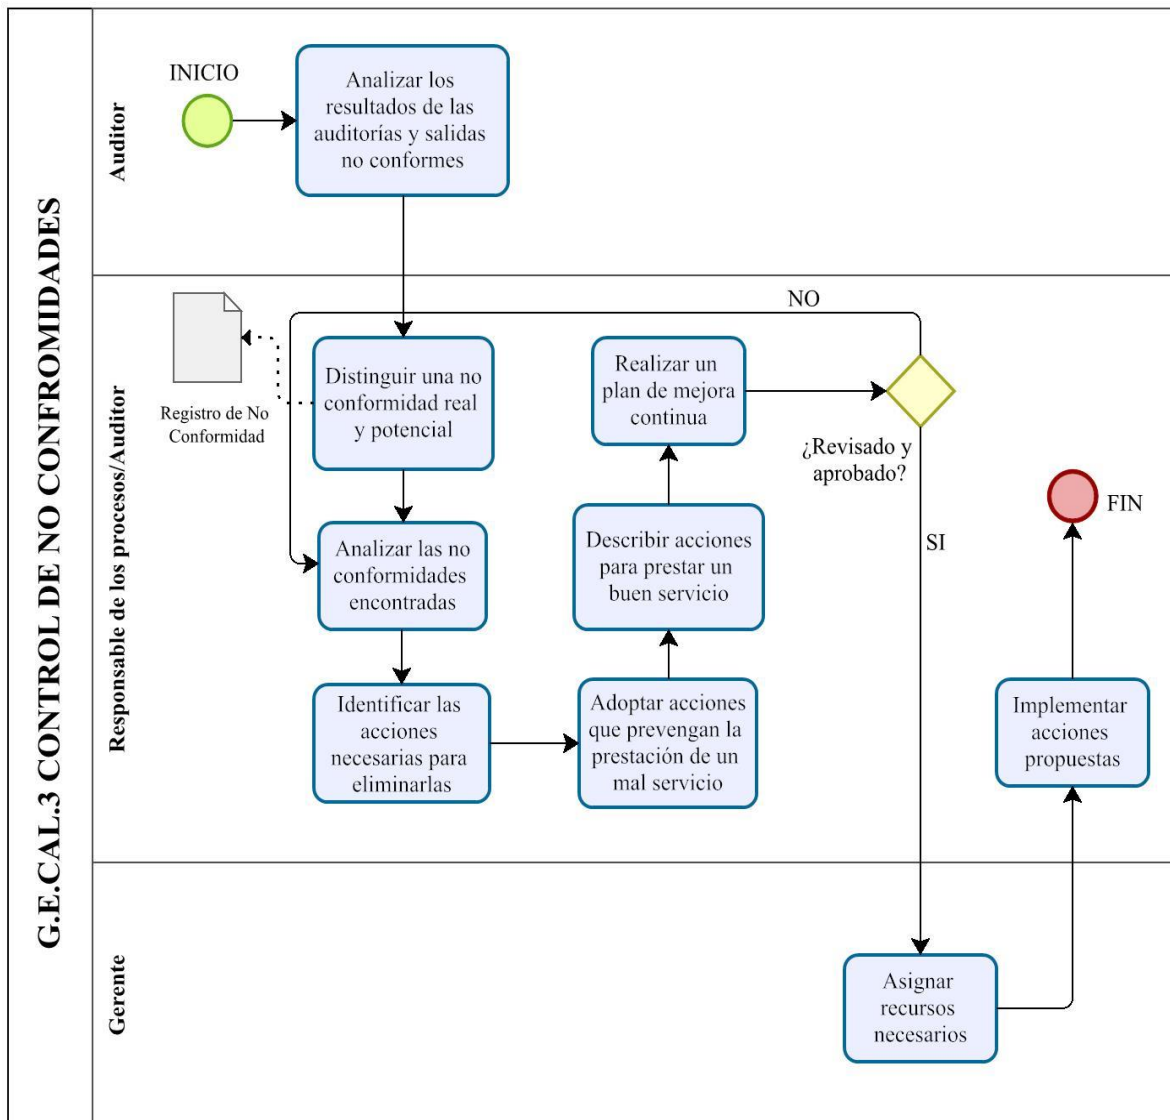 G.E.CAL.3 CONTROL DE NO CONFROMIDADES
Auditor
INICIO
Analizar los
resultados de las
auditorías y salidas
no conformes
Responsable de los procesos/Auditor
Registro de No
Conformidad
Distinguir una no
conformidad real
y potencial
Analizar las no
conformidades
encontradas
Identificar las
acciones
necesarias para
eliminarlas
Adoptar acciones
que prevengan la
prestación de un
mal servicio
Describir acciones
para prestar un
buen servicio
Realizar un
plan de mejora
continua
NO
¿Revisado y
aprobado?
SI
FIN
Implementar
acciones
propuestas
Gerente
Asignar
recursos
necesarios